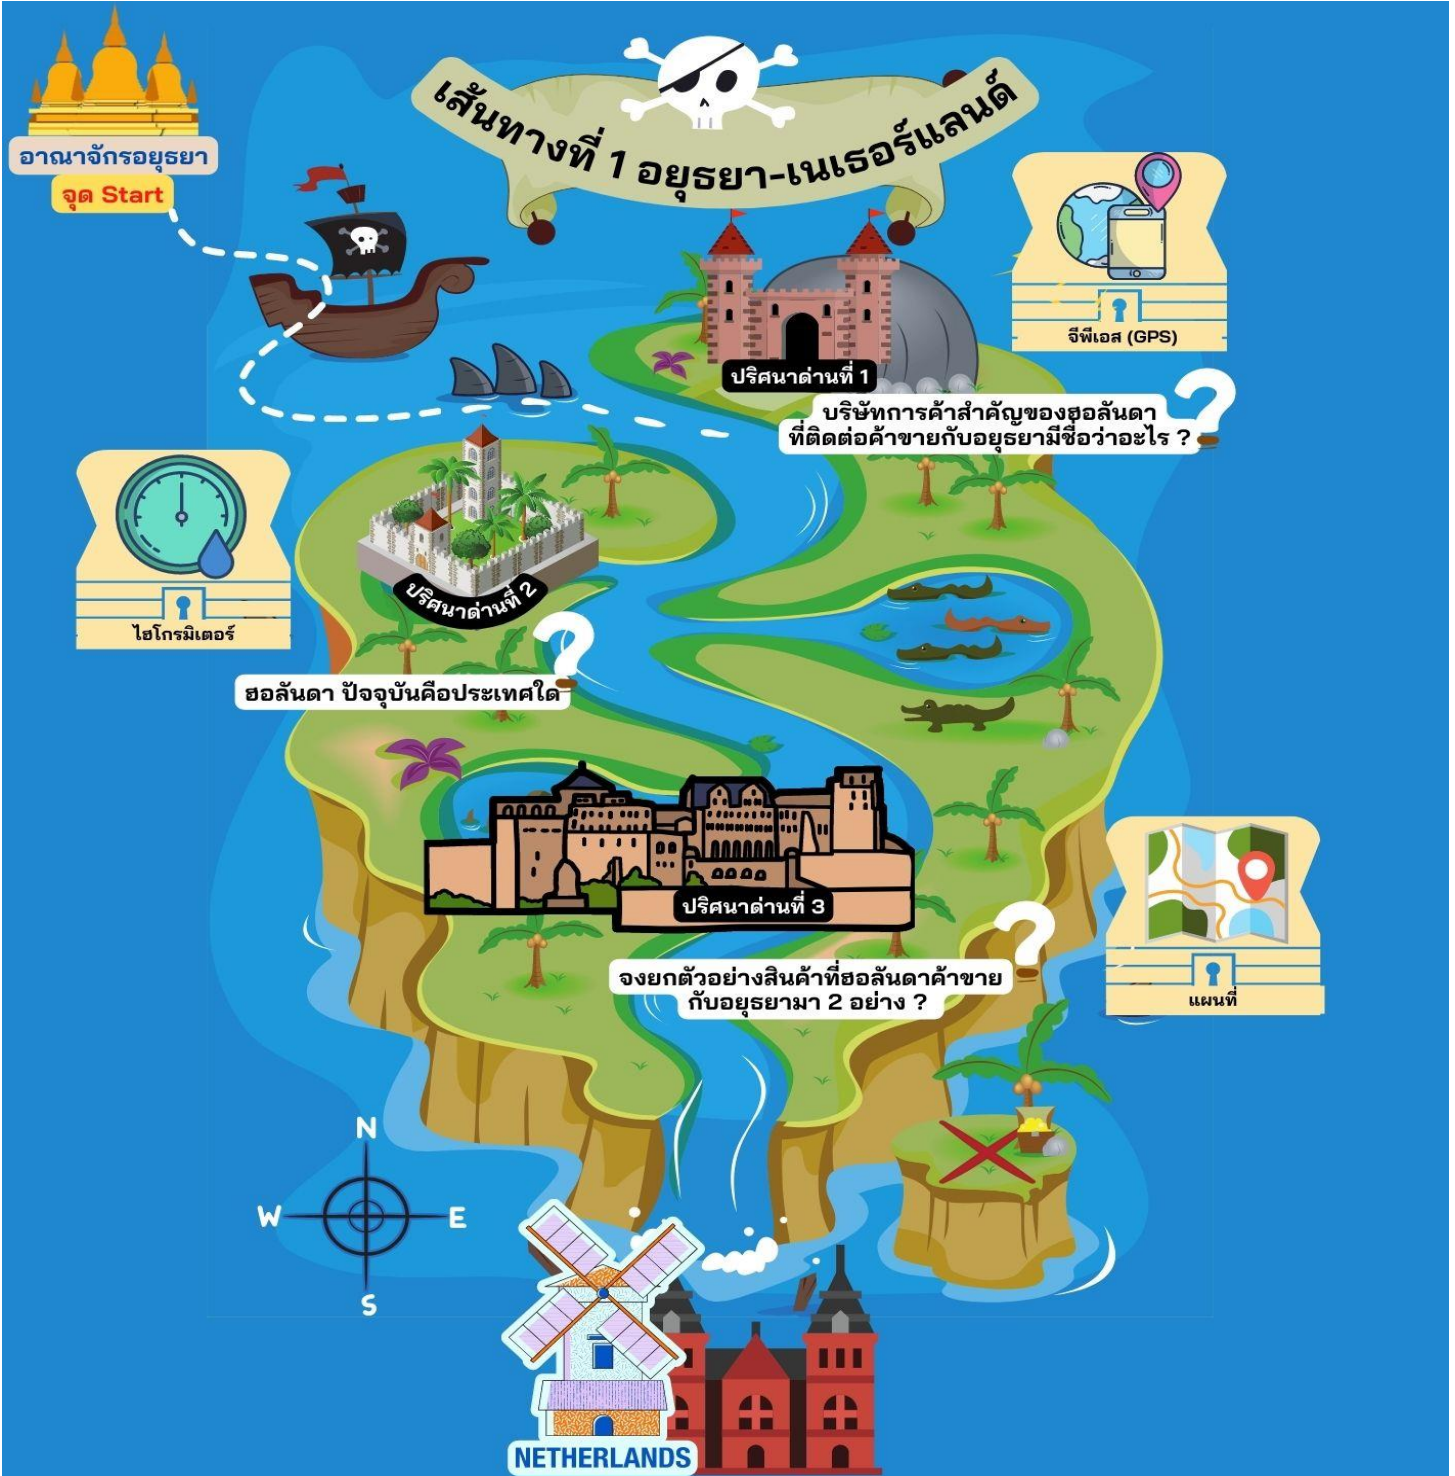 เส้นทางที่ 1 อยุธยา-เนเธอร์แลนด์
อาณาจักรอยุธยา
จุด Start
จีพีเอส (GPS)
ปริศนาด่านที่ 1
บริษัทการค้าสำคัญของฮอลันดา
ที่ติดต่อค้าขายกับอยุธยามีชื่อว่าอะไร ?
ไฮโกรมิเตอร์
ปริศนาด่านที่ 2
ฮอลันดา ปัจจุบันคือประเทศใด
ปริศนาด่านที่ 3
จงยกตัวอย่างสินค้าที่ฮอลันดาค้าขาย
กับอยุธยามา 2 อย่าง ?
แผนที่
N
W
E
S
NETHERLANDS